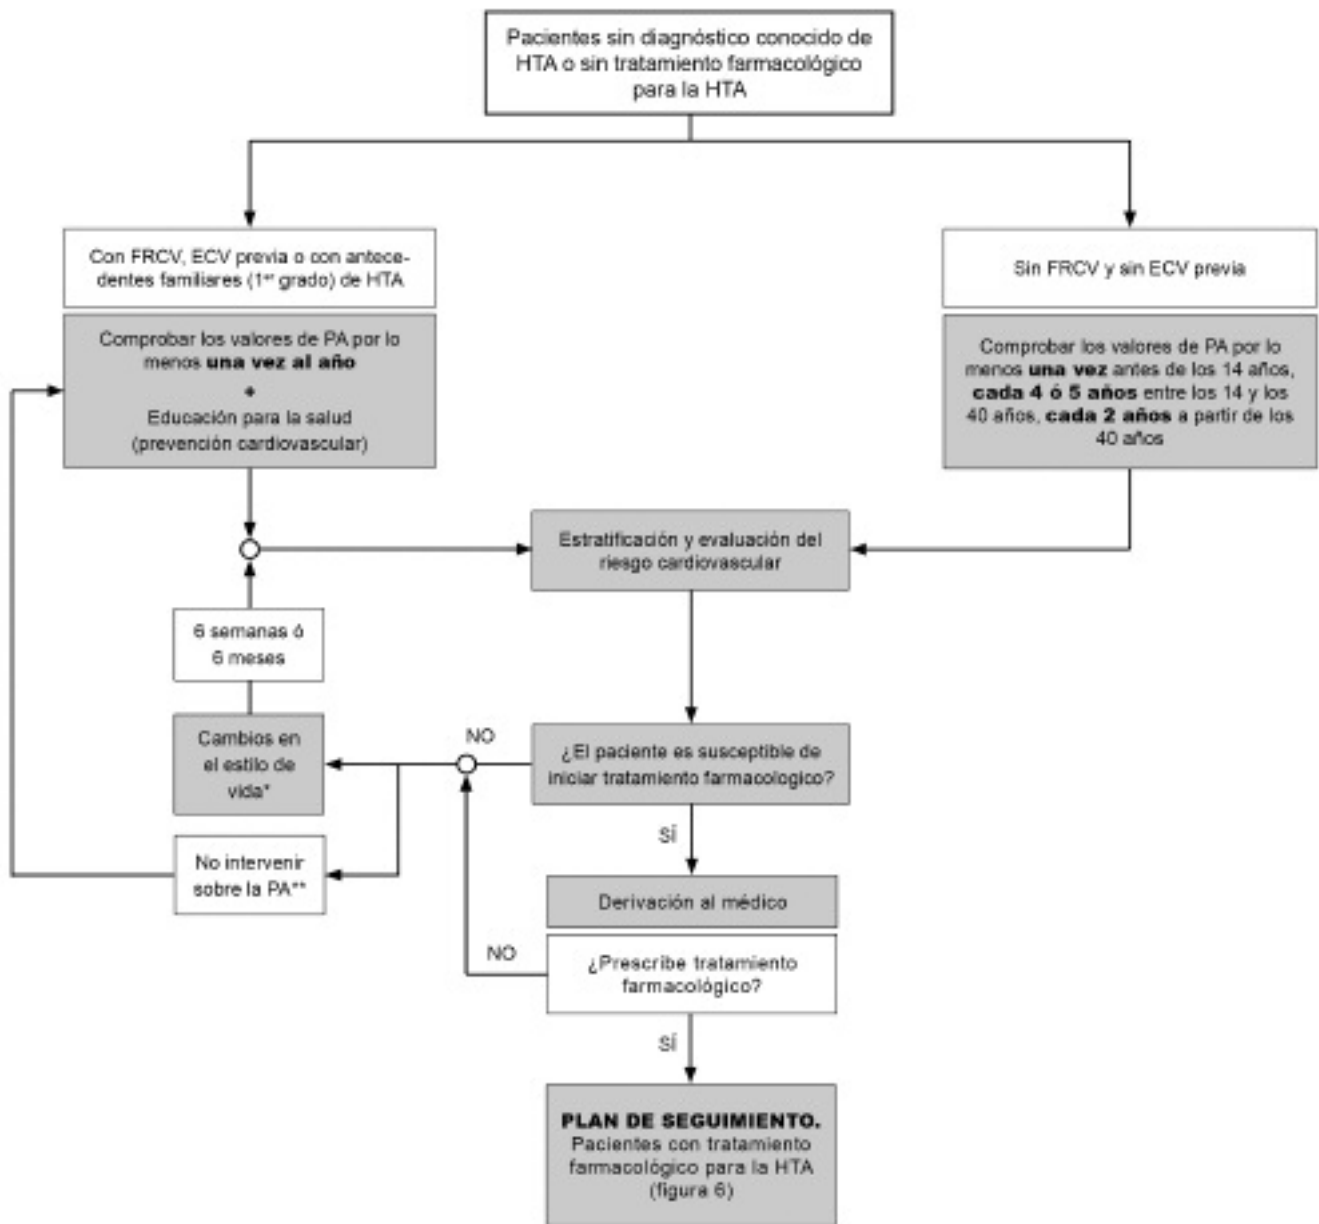 Pacientes sin diagnóstico conocido de
HTA o sin tratamiento farmacológico
para la HTA
Con FRCV, ECV previa o con antece-
dentes familiares (1er grado) de HTA
Sin FRCV y sin ECV previa
Comprobar los valores de PA por lo
menos una vez al año
+
Educación para la salud
(prevención cardiovascular)
Comprobar los valores de PA por lo
menos una vez antes de los 14 años,
cada 4 ó 5 años entre los 14 y los
40 años, cada 2 años a partir de los
40 años
Estratificación y evaluación del
riesgo cardiovascular
6 semanas ó
6 meses
Cambios en
el estilo de
vida*
NO
¿El paciente es susceptible de
iniciar tratamiento farmacologico?
SÍ
No intervenir
sobre la PA**
Derivación al médico
NO
¿Prescribe tratamiento
farmacológico?
SÍ
PLAN DE SEGUIMIENTO.
Pacientes con tratamiento
farmacológico para la HTA
(figura 6)